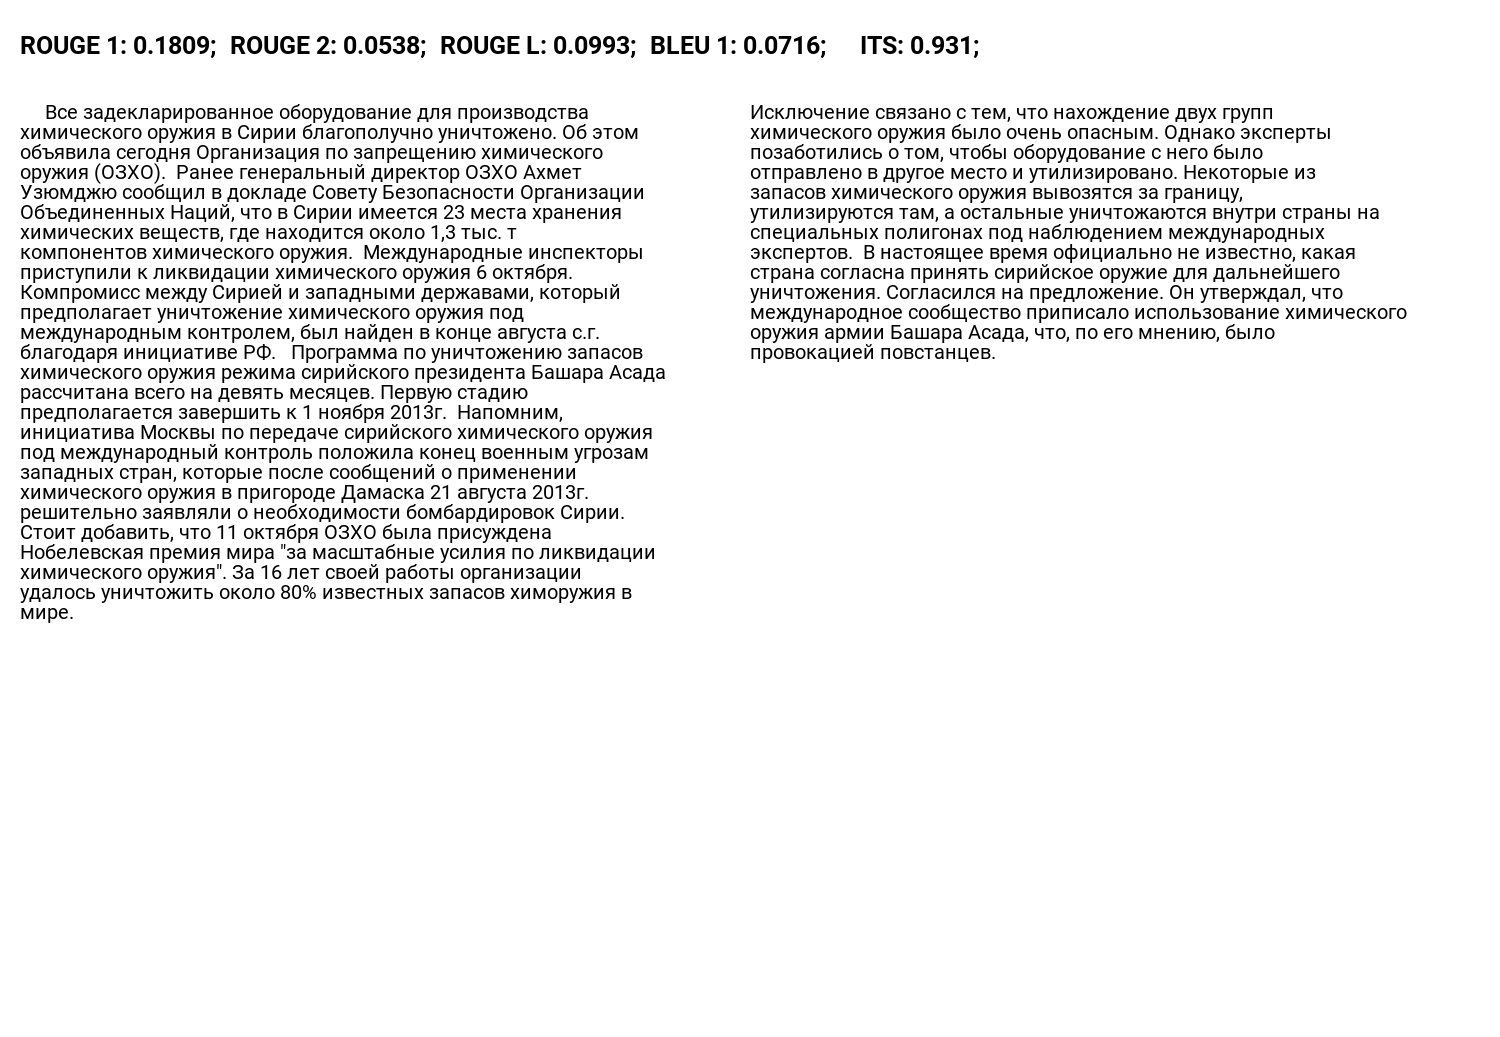 ROUGE 1: 0.1809;  ROUGE 2: 0.0538;  ROUGE L: 0.0993;  BLEU 1: 0.0716;     ITS: 0.931;
Все задекларированное оборудование для производства
химического оружия в Сирии благополучно уничтожено. Об этом
объявила сегодня Организация по запрещению химического
оружия (ОЗХО).  Ранее генеральный директор ОЗХО Ахмет
Узюмджю сообщил в докладе Совету Безопасности Организации
Объединенных Наций, что в Сирии имеется 23 места хранения
химических веществ, где находится около 1,3 тыс. т
компонентов химического оружия.  Международные инспекторы
приступили к ликвидации химического оружия 6 октября.
Компромисс между Сирией и западными державами, который
предполагает уничтожение химического оружия под
международным контролем, был найден в конце августа с.г.
благодаря инициативе РФ.   Программа по уничтожению запасов
химического оружия режима сирийского президента Башара Асада
рассчитана всего на девять месяцев. Первую стадию
предполагается завершить к 1 ноября 2013г.  Напомним,
инициатива Москвы по передаче сирийского химического оружия
под международный контроль положила конец военным угрозам
западных стран, которые после сообщений о применении
химического оружия в пригороде Дамаска 21 августа 2013г.
решительно заявляли о необходимости бомбардировок Сирии.
Стоит добавить, что 11 октября ОЗХО была присуждена
Нобелевская премия мира "за масштабные усилия по ликвидации
химического оружия". За 16 лет своей работы организации
удалось уничтожить около 80% известных запасов химоружия в
мире.
Исключение связано с тем, что нахождение двух групп
химического оружия было очень опасным. Однако эксперты
позаботились о том, чтобы оборудование с него было
отправлено в другое место и утилизировано. Некоторые из
запасов химического оружия вывозятся за границу,
утилизируются там, а остальные уничтожаются внутри страны на
специальных полигонах под наблюдением международных
экспертов.  В настоящее время официально не известно, какая
страна согласна принять сирийское оружие для дальнейшего
уничтожения. Согласился на предложение. Он утверждал, что
международное сообщество приписало использование химического
оружия армии Башара Асада, что, по его мнению, было
провокацией повстанцев.